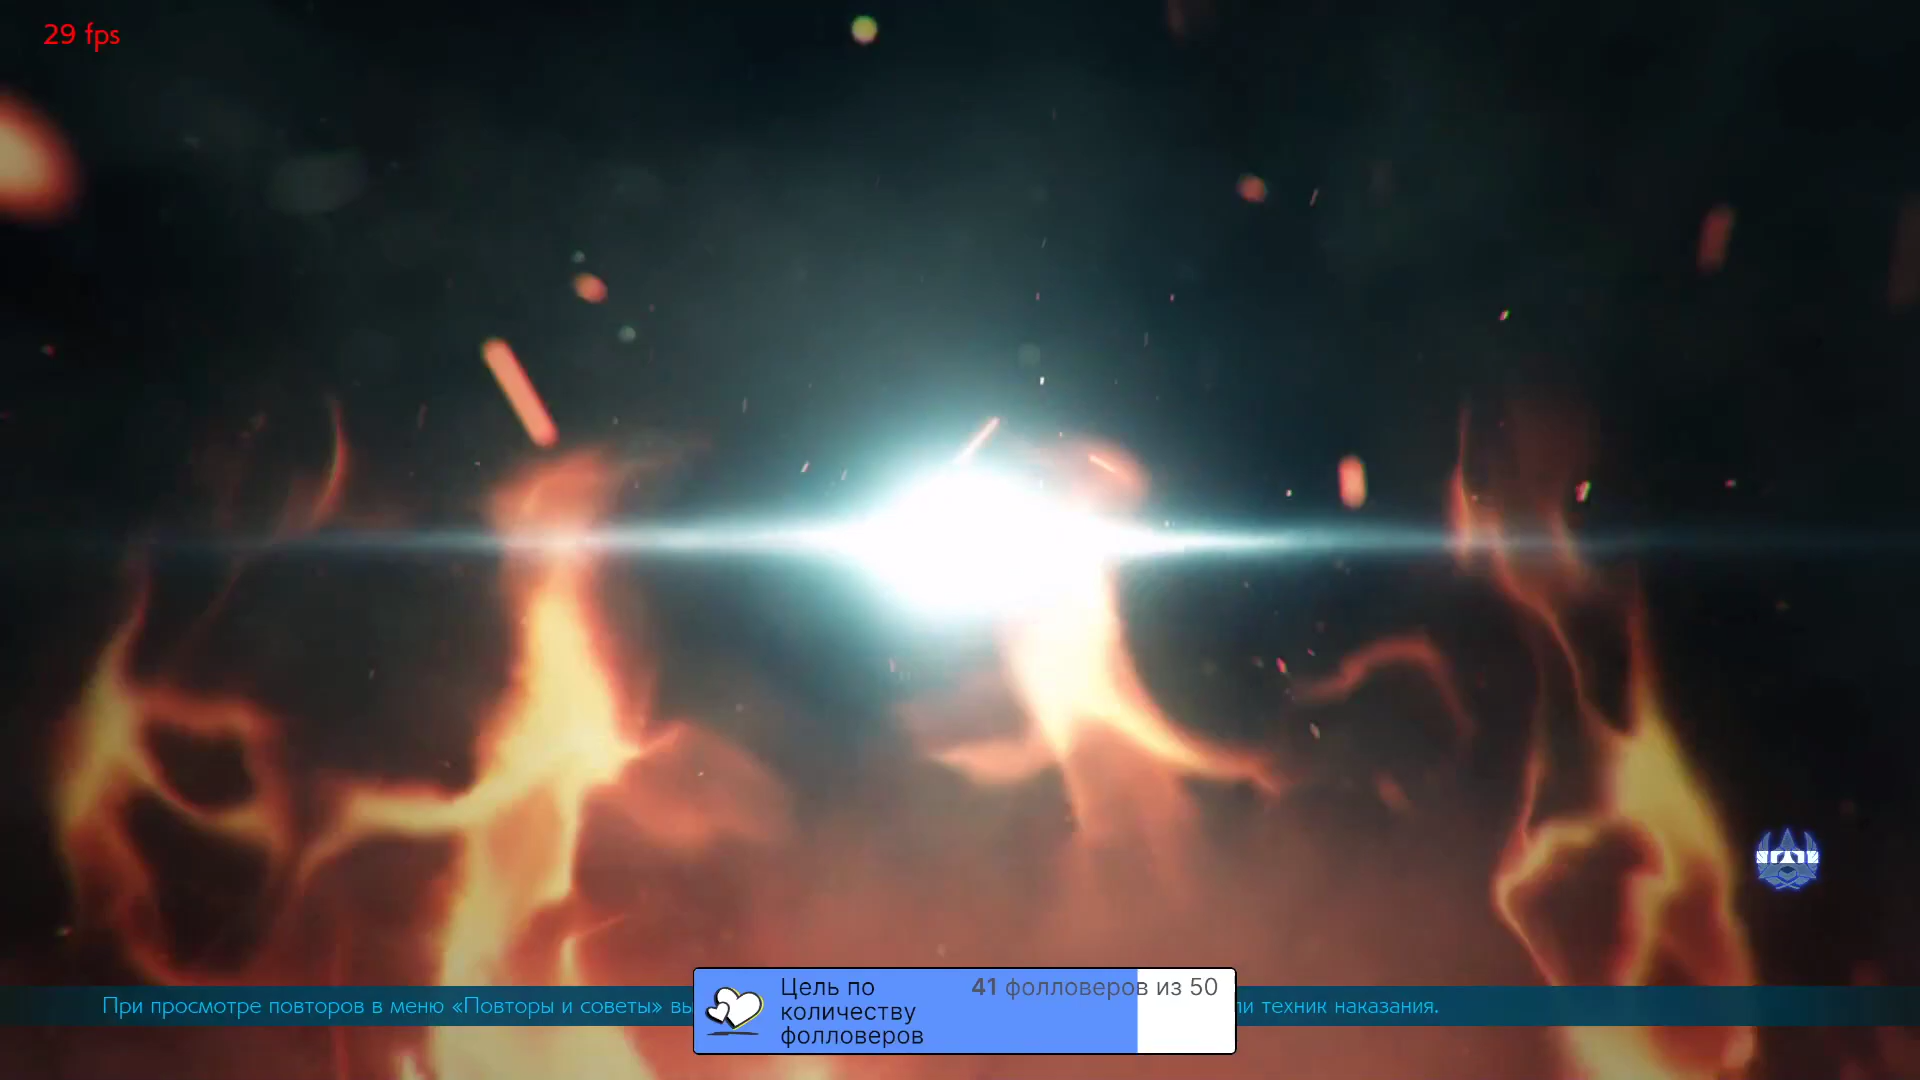 29 fps
Цель по
количеству
фолловеров
41 фолловеров из 50
При просмотре повторов в меню «Повторы и советы» вы
ли техник наказания.